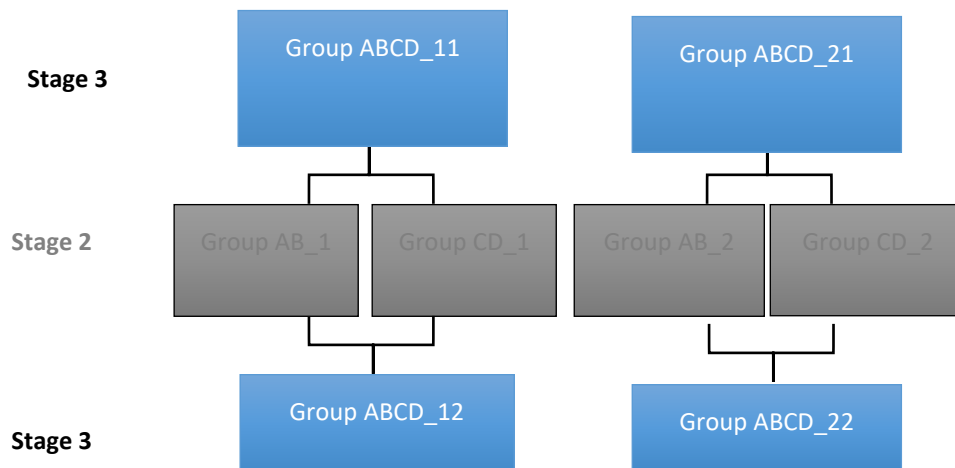 Group ABCD_11
Group ABCD_21
Stage 3
Stage 2
Group AB_1
Group CD_1
Group AB_2
Group CD_2
Group ABCD_12
Group ABCD_22
Stage 3